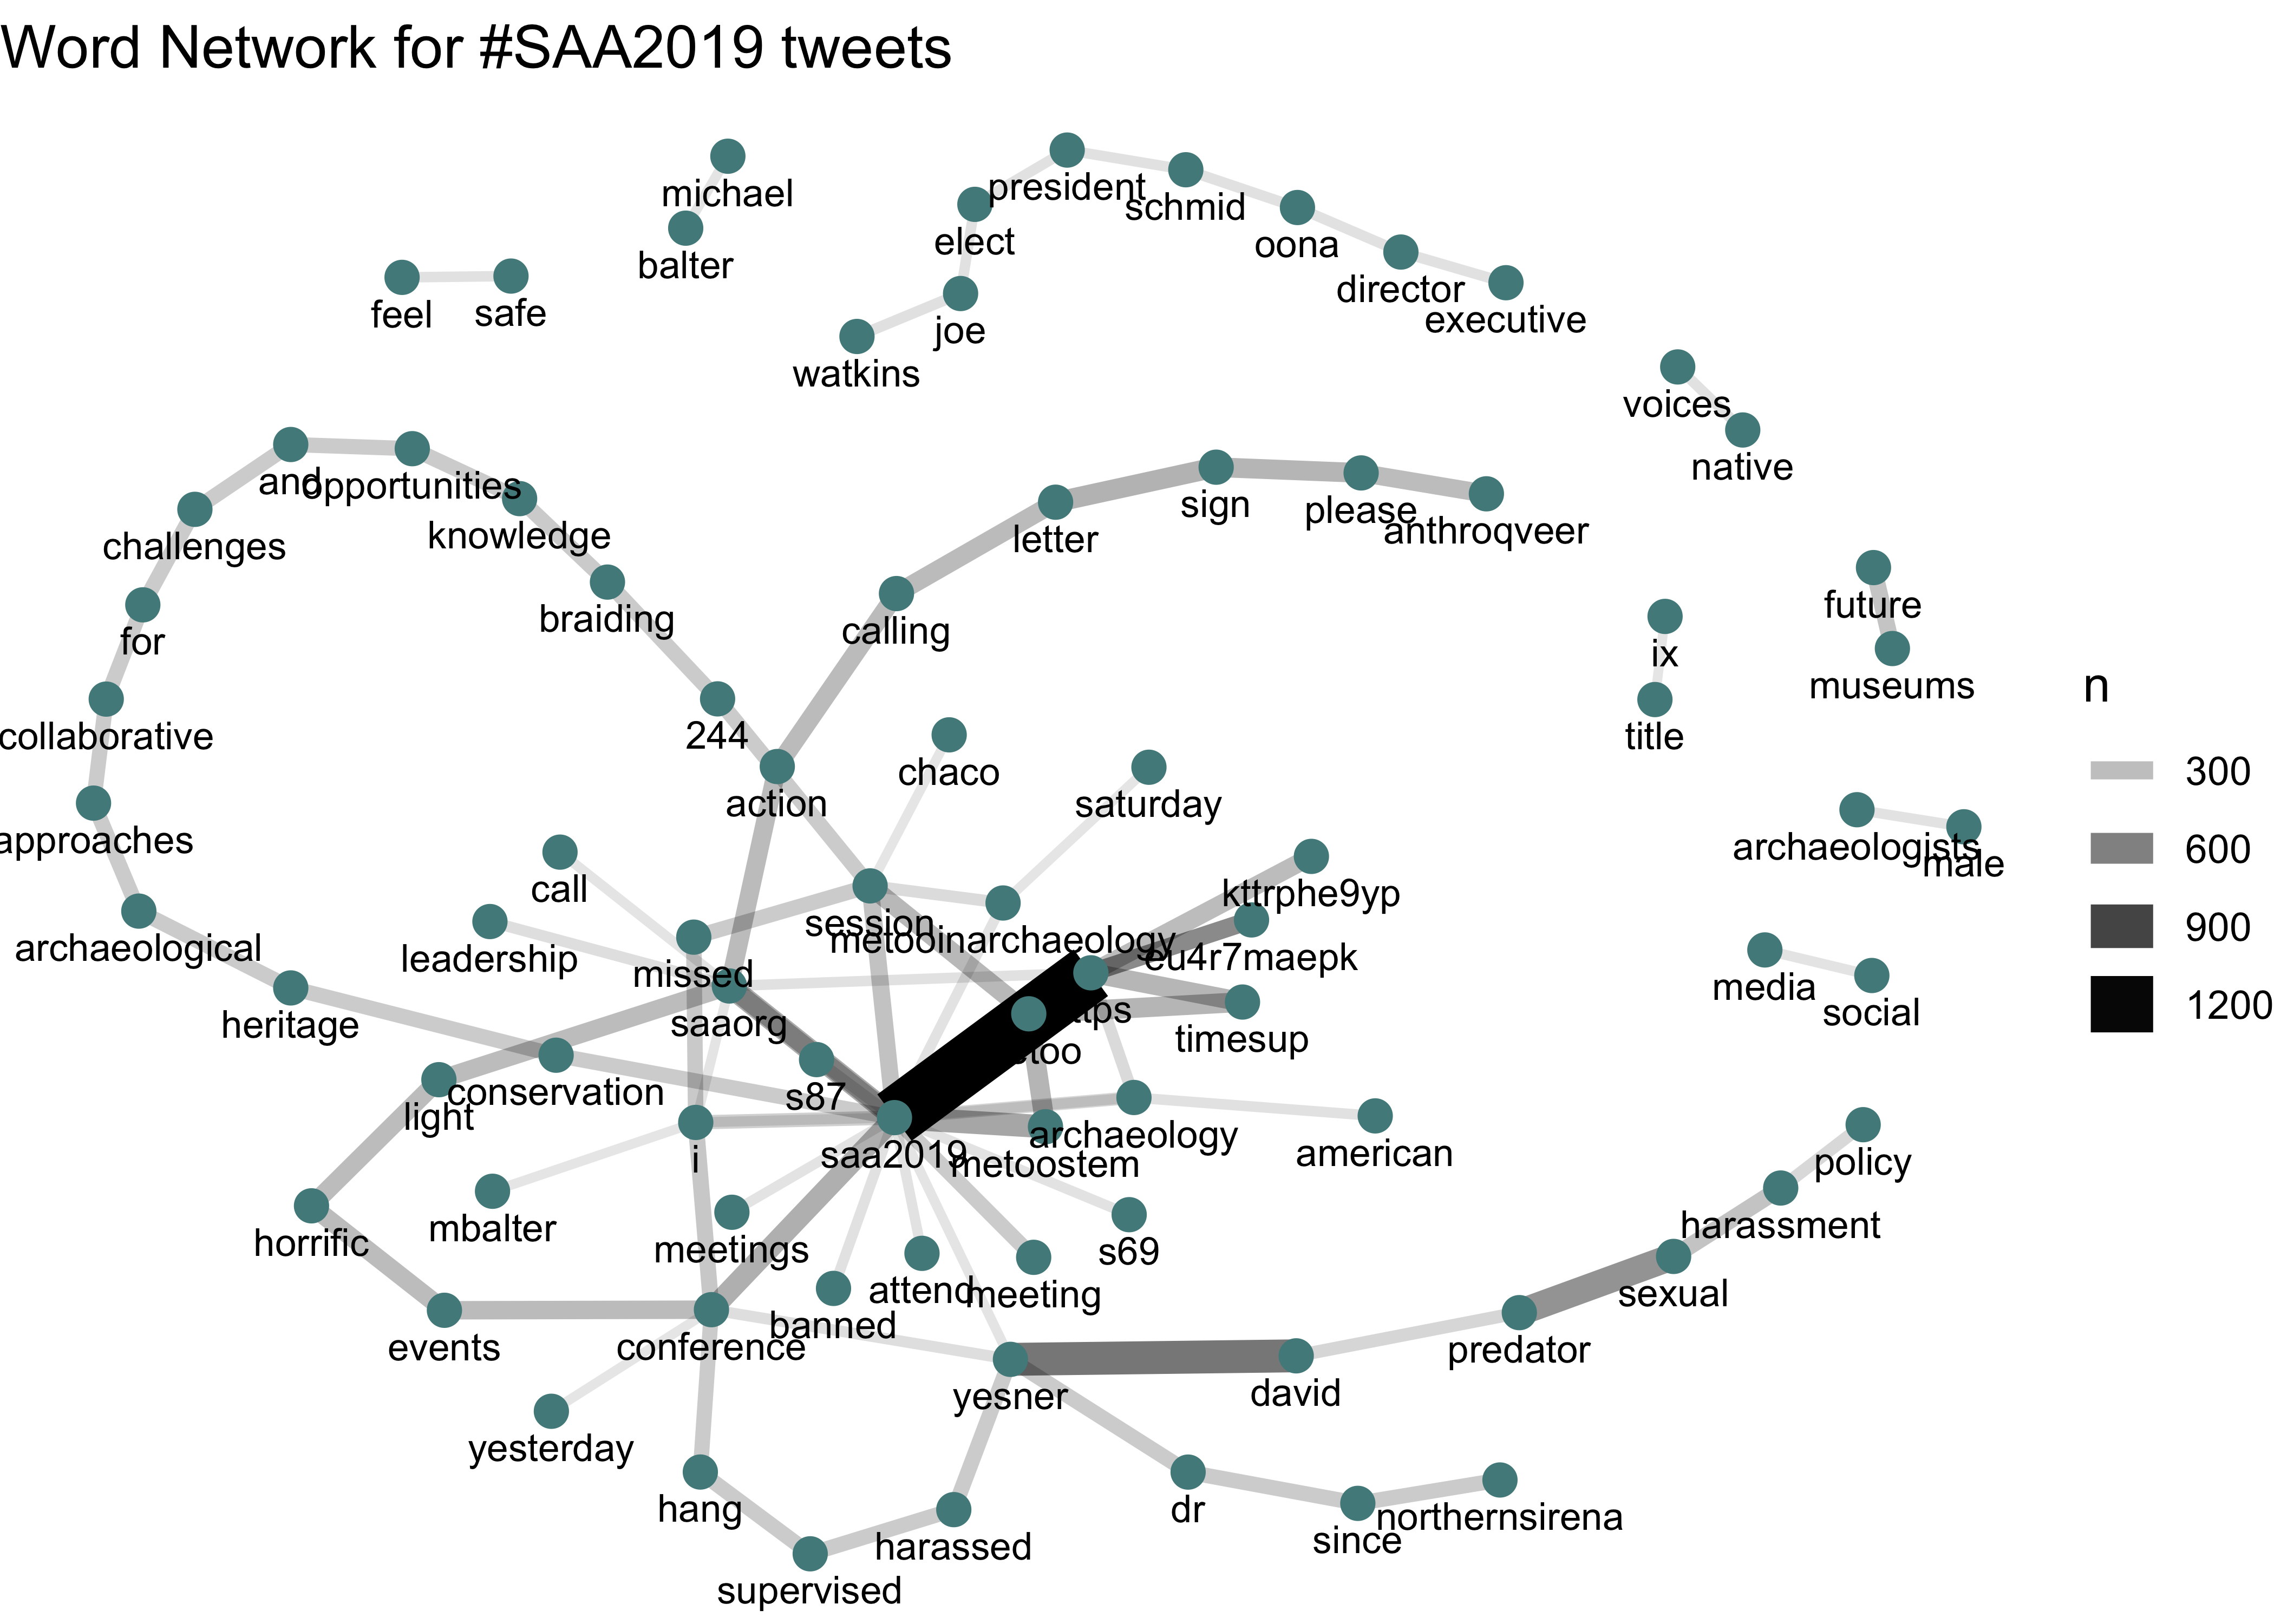 Word Network for #SAA2019 tweets
michael
balter
feel
safe
president
schmid
elect
oona
director
executive
joe
watkins
voices
native
and
opportunities
knowledge
challenges
braiding
for
collaborative
approaches
archaeological
heritage
244
action
calling
letter
sign
please
anthroqveer
future
museums
ix
title
n
300
600
900
1200
chaco
saturday
call
leadership
missed
session
metooinarchaeology
kttrphe9yp
eu4r7maepk
saaorg
timesup
archaeologists
male
media
social
light
conservation
s87
i
saa2019
archaeology
metoostem
american
policy
harassment
sexual
predator
horrific
mbalter
meetings
s69
attend
meeting
banned
events
conference
yesner
david
yesterday
hang
harassed
supervised
dr
since
northernsirena